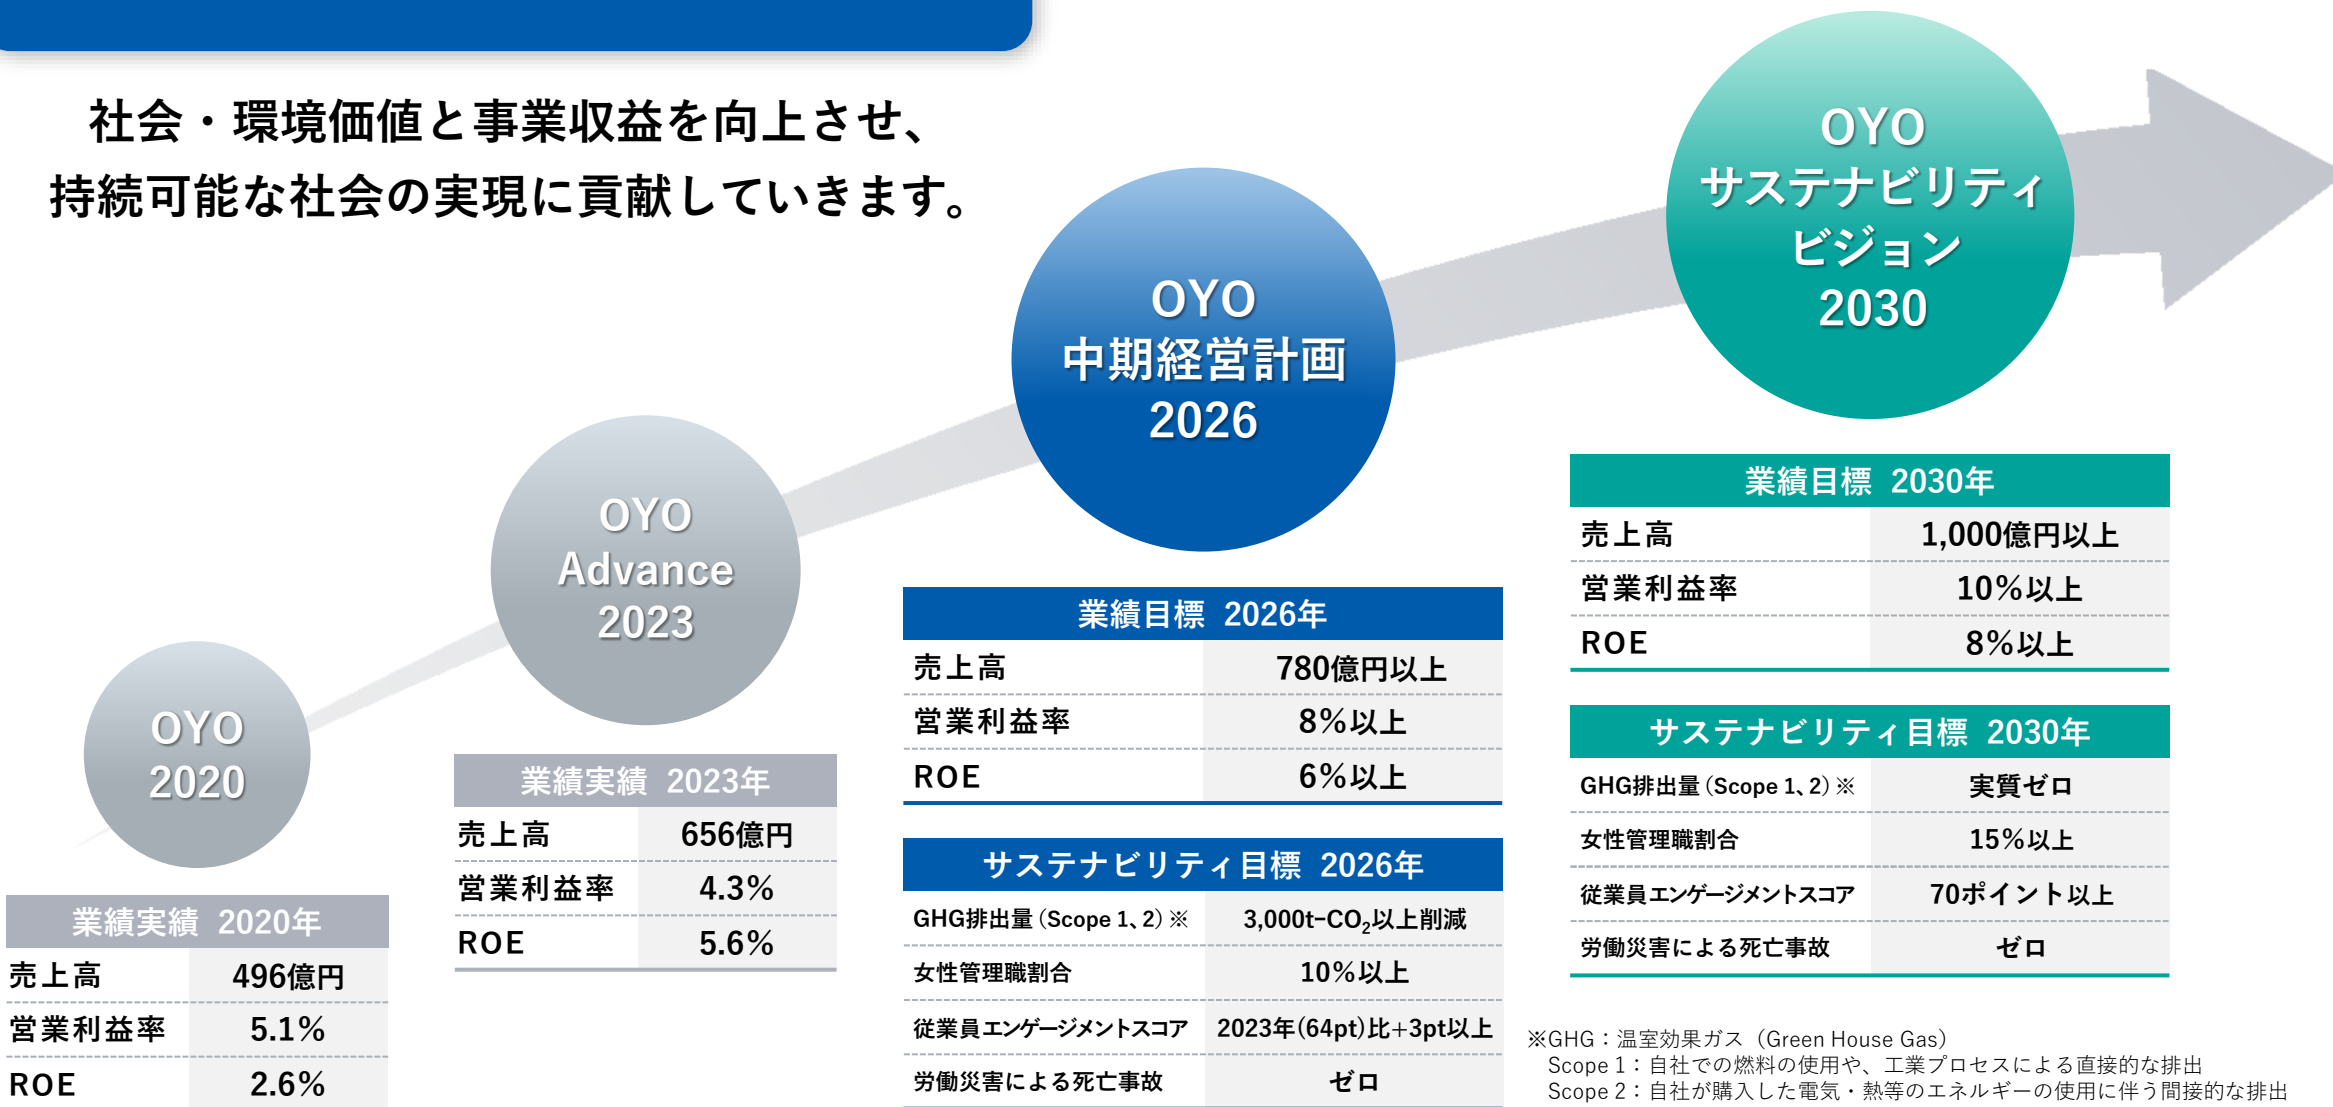 社会・環境価値と事業収益を向上させ、
持続可能な社会の実現に貢献していきます。
OYO
2020
業績実績 2020年
売上高 496億円
営業利益率 5.1%
ROE 2.6%
OYO
Advance
2023
業績実績 2023年
売上高 656億円
営業利益率 4.3%
ROE 5.6%
OYO
中期経営計画
2026
業績目標 2026年
売上高 780億円以上
営業利益率 8%以上
ROE 6%以上
サステナビリティ目標 2026年
GHG排出量（Scope 1、2）※ 3,000t-CO₂以上削減
女性管理職割合 10%以上
従業員エンゲージメントスコア 2023年(64pt)比+3pt以上
労働災害による死亡事故 ゼロ
OYO
サステナビリティ
ビジョン
2030
業績目標 2030年
売上高 1,000億円以上
営業利益率 10%以上
ROE 8%以上
サステナビリティ目標 2030年
GHG排出量（Scope 1、2）※ 実質ゼロ
女性管理職割合 15%以上
従業員エンゲージメントスコア 70ポイント以上
労働災害による死亡事故 ゼロ
※GHG：温室効果ガス（Green House Gas）
Scope 1：自社での燃料の使用や、工業プロセスによる直接的な排出
Scope 2：自社が購入した電気・熱等のエネルギーの使用に伴う間接的な排出